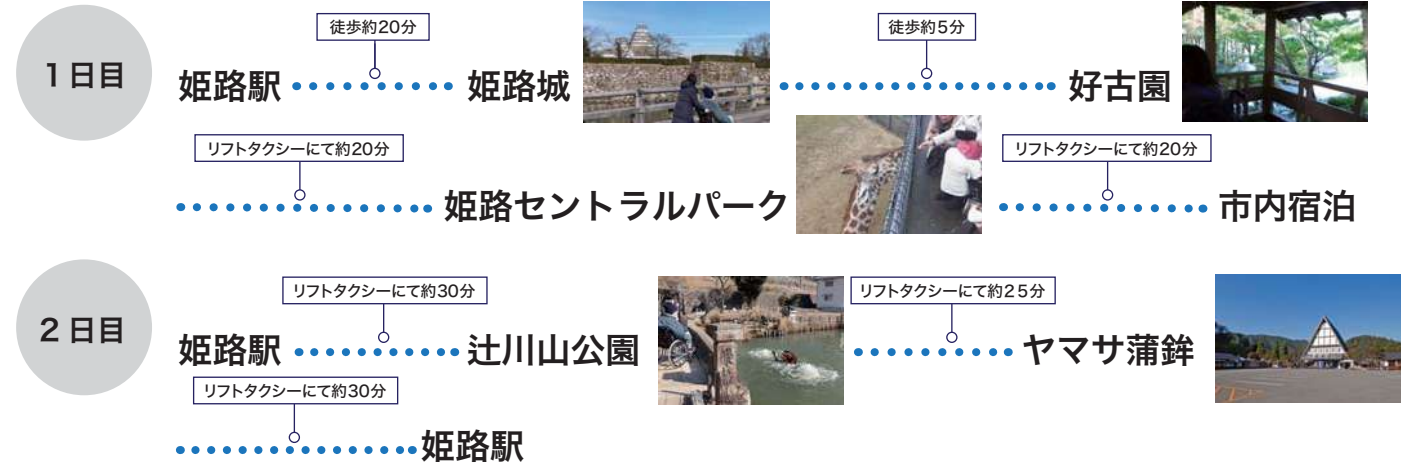 1日目
徒歩約20分
徒歩約5分
姫路駅 姫路城 好古園
リフトタクシーにて約20分
リフトタクシーにて約20分
姫路セントラルパーク 市内宿泊
2日目
リフトタクシーにて約30分
リフトタクシーにて約25分
姫路駅 辻川山公園 ヤマサ蒲鉾
リフトタクシーにて約30分
姫路駅